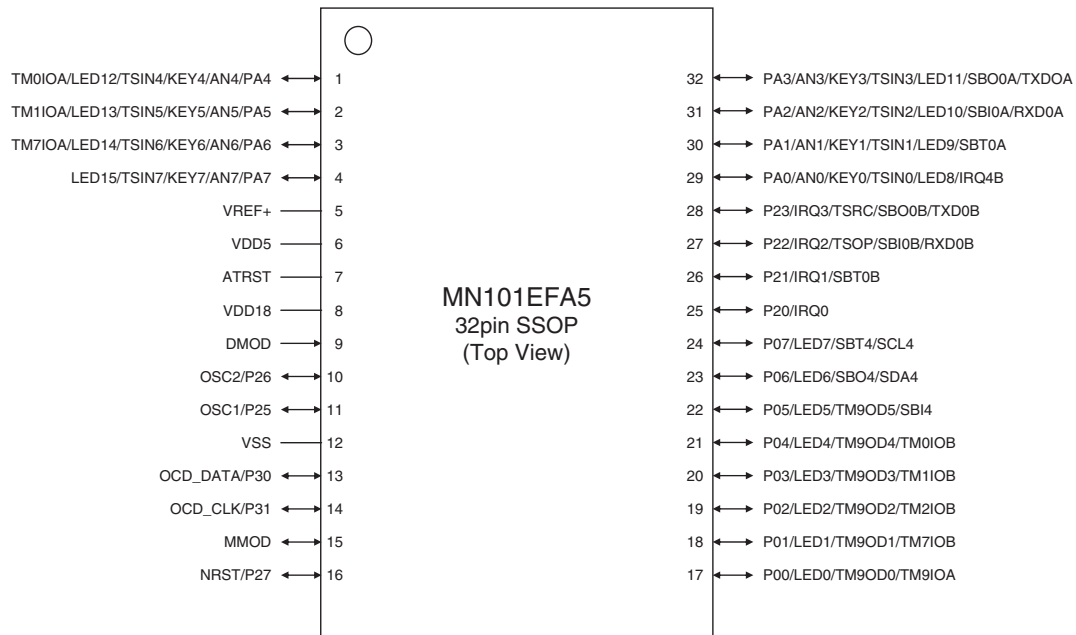 TM0IOA/LED12/TSIN4/KEY4/AN4/PA4 1
TM1IOA/LED13/TSIN5/KEY5/AN5/PA5 2
TM7IOA/LED14/TSIN6/KEY6/AN6/PA6 3
LED15/TSIN7/KEY7/AN7/PA7 4
VREF+ 5
VDD5 6
ATRST 7
VDD18 8
DMOD 9
OSC2/P26 10
OSC1/P25 11
VSS 12
OCD_DATA/P30 13
OCD_CLK/P31 14
MMOD 15
NRST/P27 16
MN101EFA5
32pin SSOP
(Top View)
32 PA3/AN3/KEY3/TSIN3/LED11/SBO0A/TXDOA
31 PA2/AN2/KEY2/TSIN2/LED10/SBI0A/RXD0A
30 PA1/AN1/KEY1/TSIN1/LED9/SBT0A
29 PA0/AN0/KEY0/TSIN0/LED8/IRQ4B
28 P23/IRQ3/TSRC/SBO0B/TXD0B
27 P22/IRQ2/TSOP/SBI0B/RXD0B
26 P21/IRQ1/SBT0B
25 P20/IRQ0
24 P07/LED7/SBT4/SCL4
23 P06/LED6/SBO4/SDA4
22 P05/LED5/TM9OD5/SBI4
21 P04/LED4/TM9OD4/TM0IOB
20 P03/LED3/TM9OD3/TM1IOB
19 P02/LED2/TM9OD2/TM2IOB
18 P01/LED1/TM9OD1/TM7IOB
17 P00/LED0/TM9OD0/TM9IOA